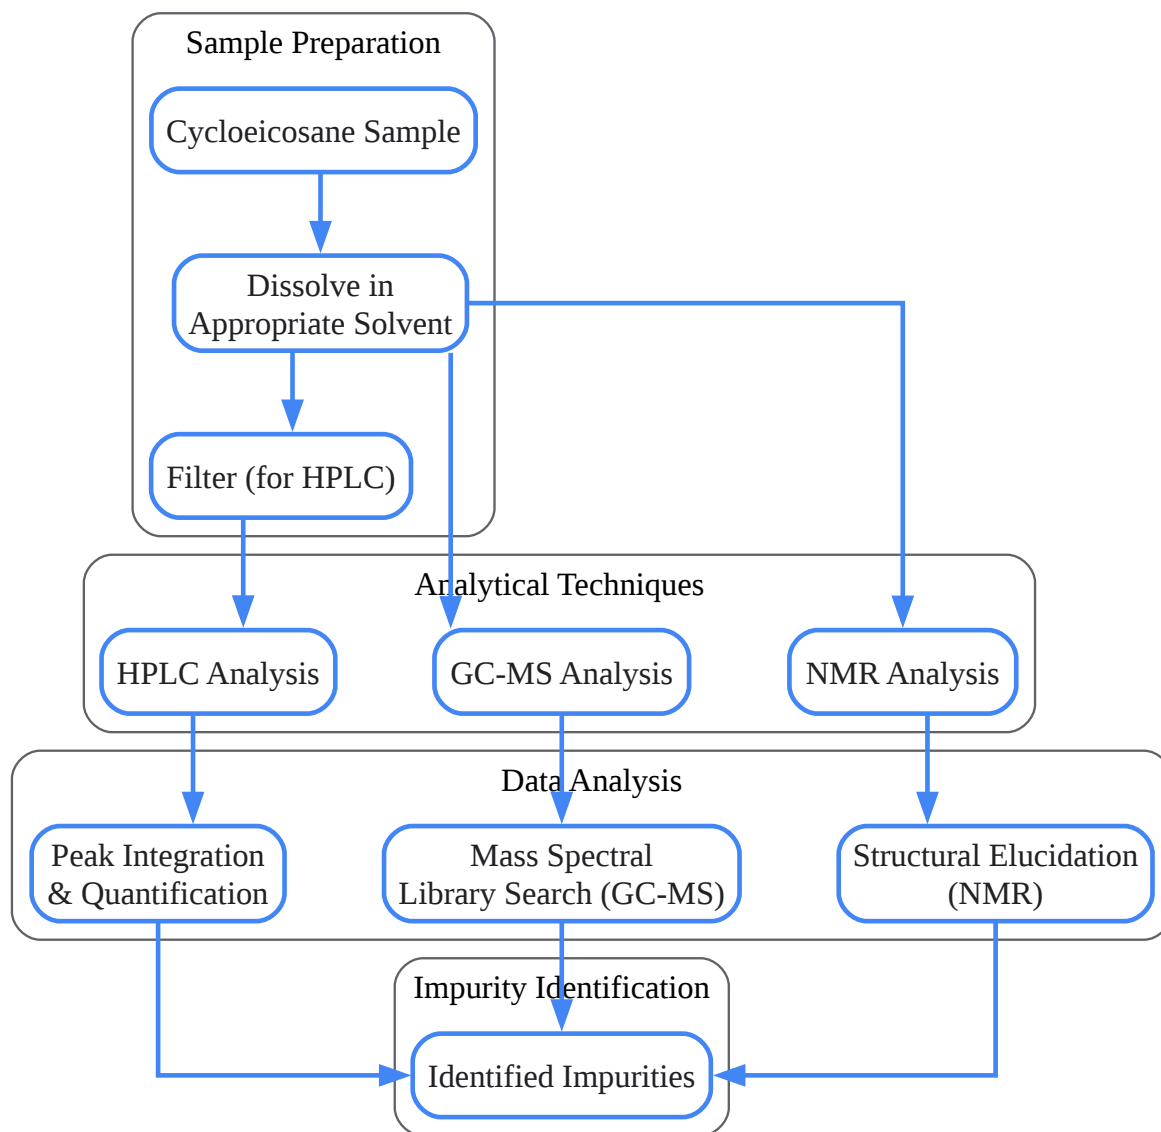 Sample Preparation
Cycloeicosane Sample
Dissolve in
Appropriate Solvent
Filter (for HPLC)
Analytical Techniques
HPLC Analysis
GC-MS Analysis
NMR Analysis
Data Analysis
Peak Integration
& Quantification
Mass Spectral
Library Search (GC-MS)
Structural Elucidation
(NMR)
Impurity Identification
Identified Impurities